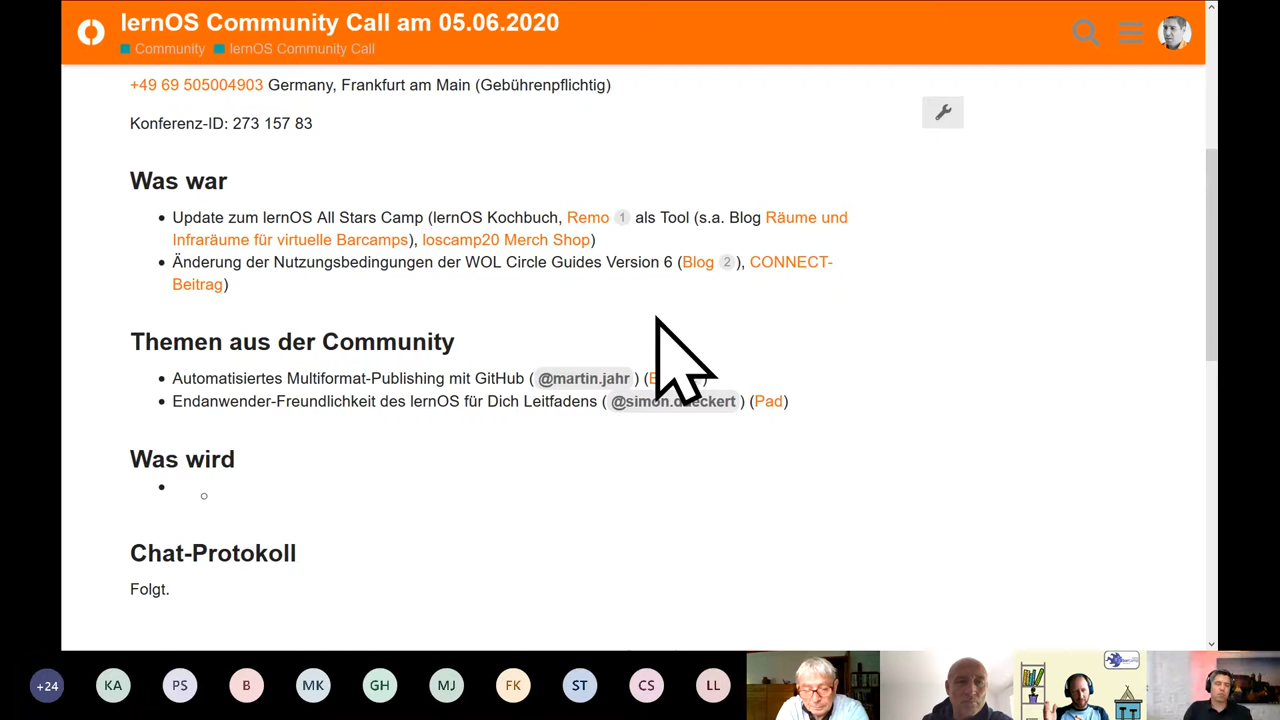 lernOS Community Call am 05.06.2020
Community lernOS Community Call
+49 69 505004903 Germany, Frankfurt am Main (Gebührenpflichtig)
Konferenz-ID: 273 157 83
Was war
Update zum lernOS All Stars Camp (lernOS Kochbuch, Remo 1 als Tool (s.a. Blog Räume und
Infraräume für virtuelle Barcamps), loscamp20 Merch Shop)
Änderung der Nutzungsbedingungen der WOL Circle Guides Version 6 (Blog 2), CONNECT-
Beitrag)
Themen aus der Community
Automatisiertes Multiformat-Publishing mit GitHub (@martin.jahr) (
Endanwender-Freundlichkeit des lernOS für Dich Leitfadens (@simon.dueckert) (Pad)
Was wird
Chat-Protokoll
Folgt.
+24 KA PS B MK GH MJ FK ST CS LL